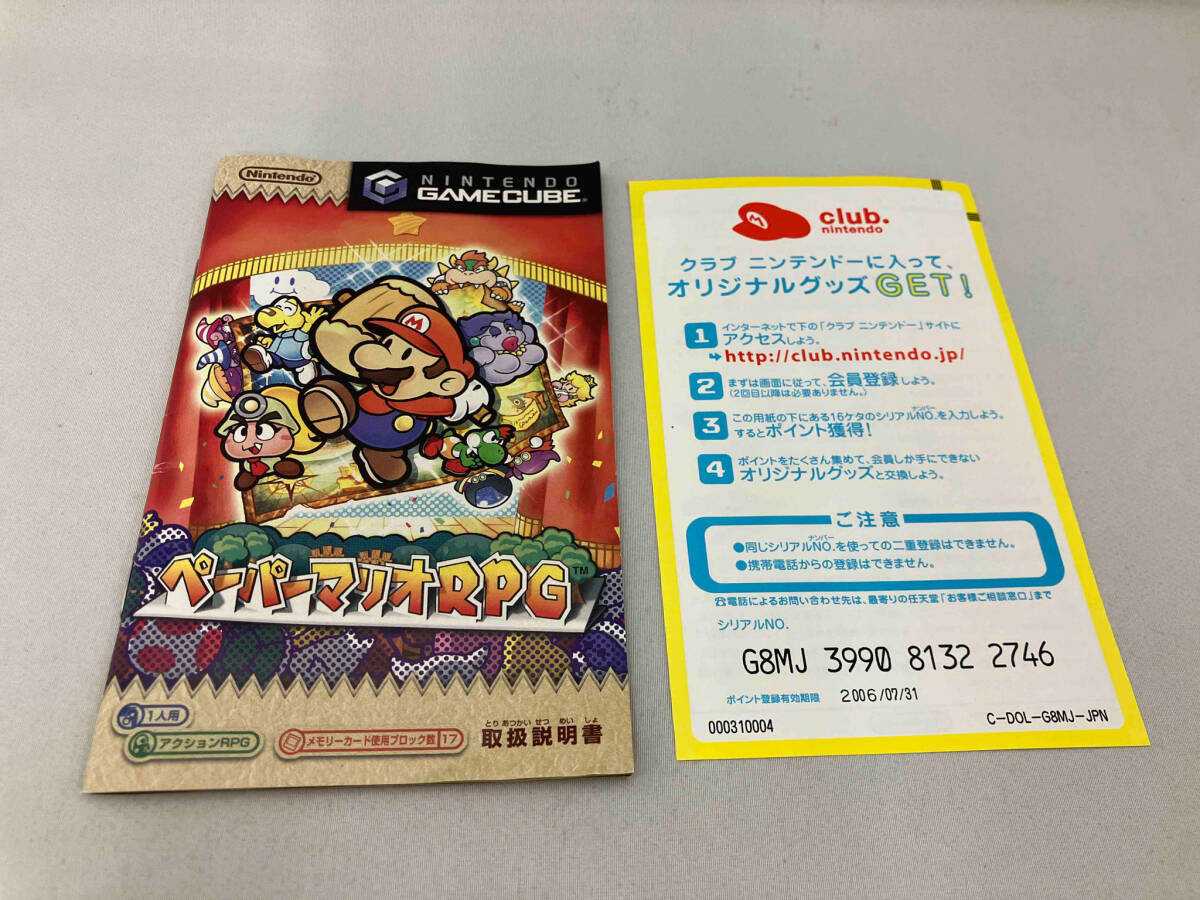 Nintendo
NINTENDO
GAMECUBE
M
ペーパーマリオRPG™
1人用
アクションRPG
メモリーカード使用ブロック数 17
とりあつかいせつめいしょ
取扱説明書
M
club.
nintendo
クラブ ニンテンドーに入って、
オリジナルグッズGET!
1
インターネットで下の「クラブ ニンテンドー」サイトに
アクセスしよう。
→http://club.nintendo.jp/
2
まずは画面に従って、会員登録しよう。
(2回目以降は必要ありません。)
3
ナンバー
この用紙の下にある16ケタのシリアルNO.を入力しよう。
するとポイント獲得!
4
ポイントをたくさん集めて、会員しか手にできない
オリジナルグッズと交換しよう。
ご注意
ナンバー
●同じシリアルNO.を使っての二重登録はできません。
●携帯電話からの登録はできません。
☎電話によるお問い合わせ先は、最寄りの任天堂「お客様ご相談窓口」まで
シリアルNO.
G8MJ 3990 8132 2746
ポイント登録有効期限 2006/07/31
000310004
C-DOL-G8MJ-JPN